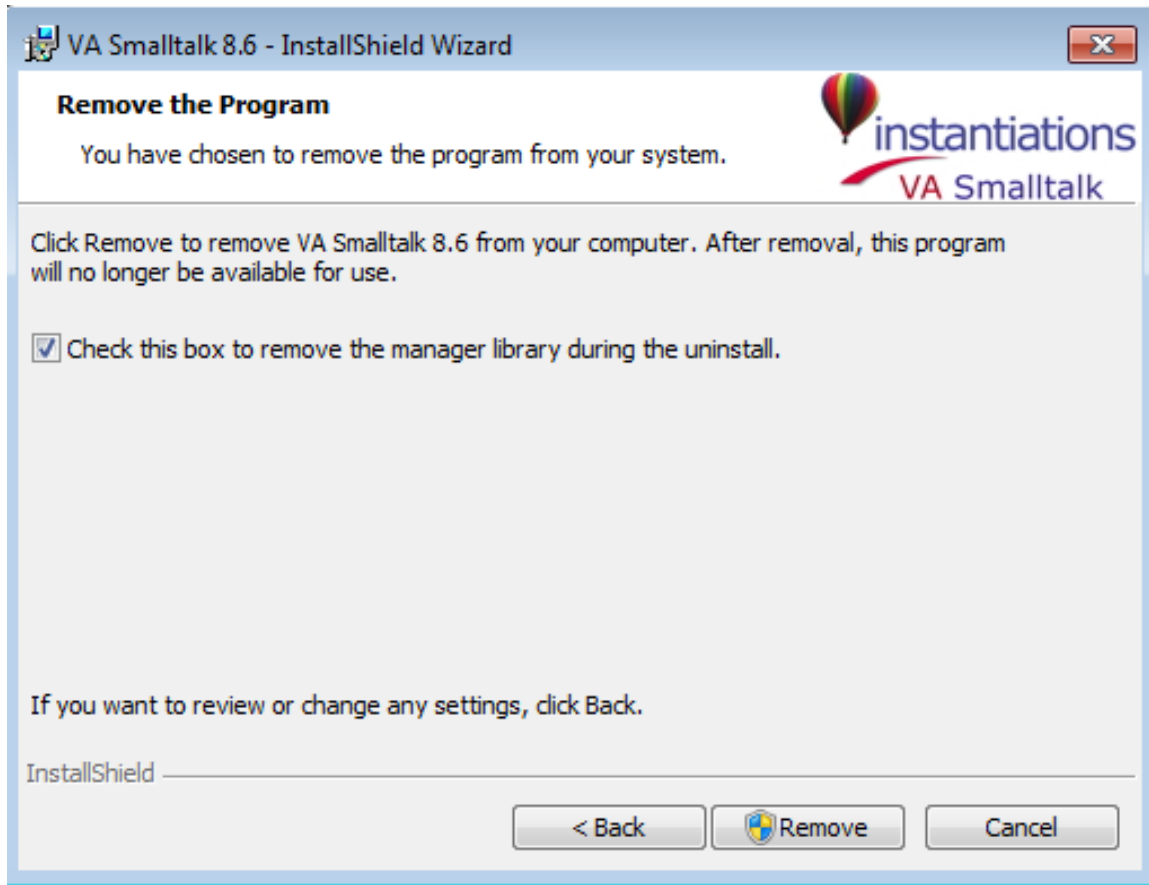 VA Smalltalk 8.6 - InstallShield Wizard
Remove the Program
You have chosen to remove the program from your system.
instantiations
VA Smalltalk
Click Remove to remove VA Smalltalk 8.6 from your computer. After removal, this program
will no longer be available for use.
Check this box to remove the manager library during the uninstall.
If you want to review or change any settings, click Back.
InstallShield
< Back
Remove
Cancel